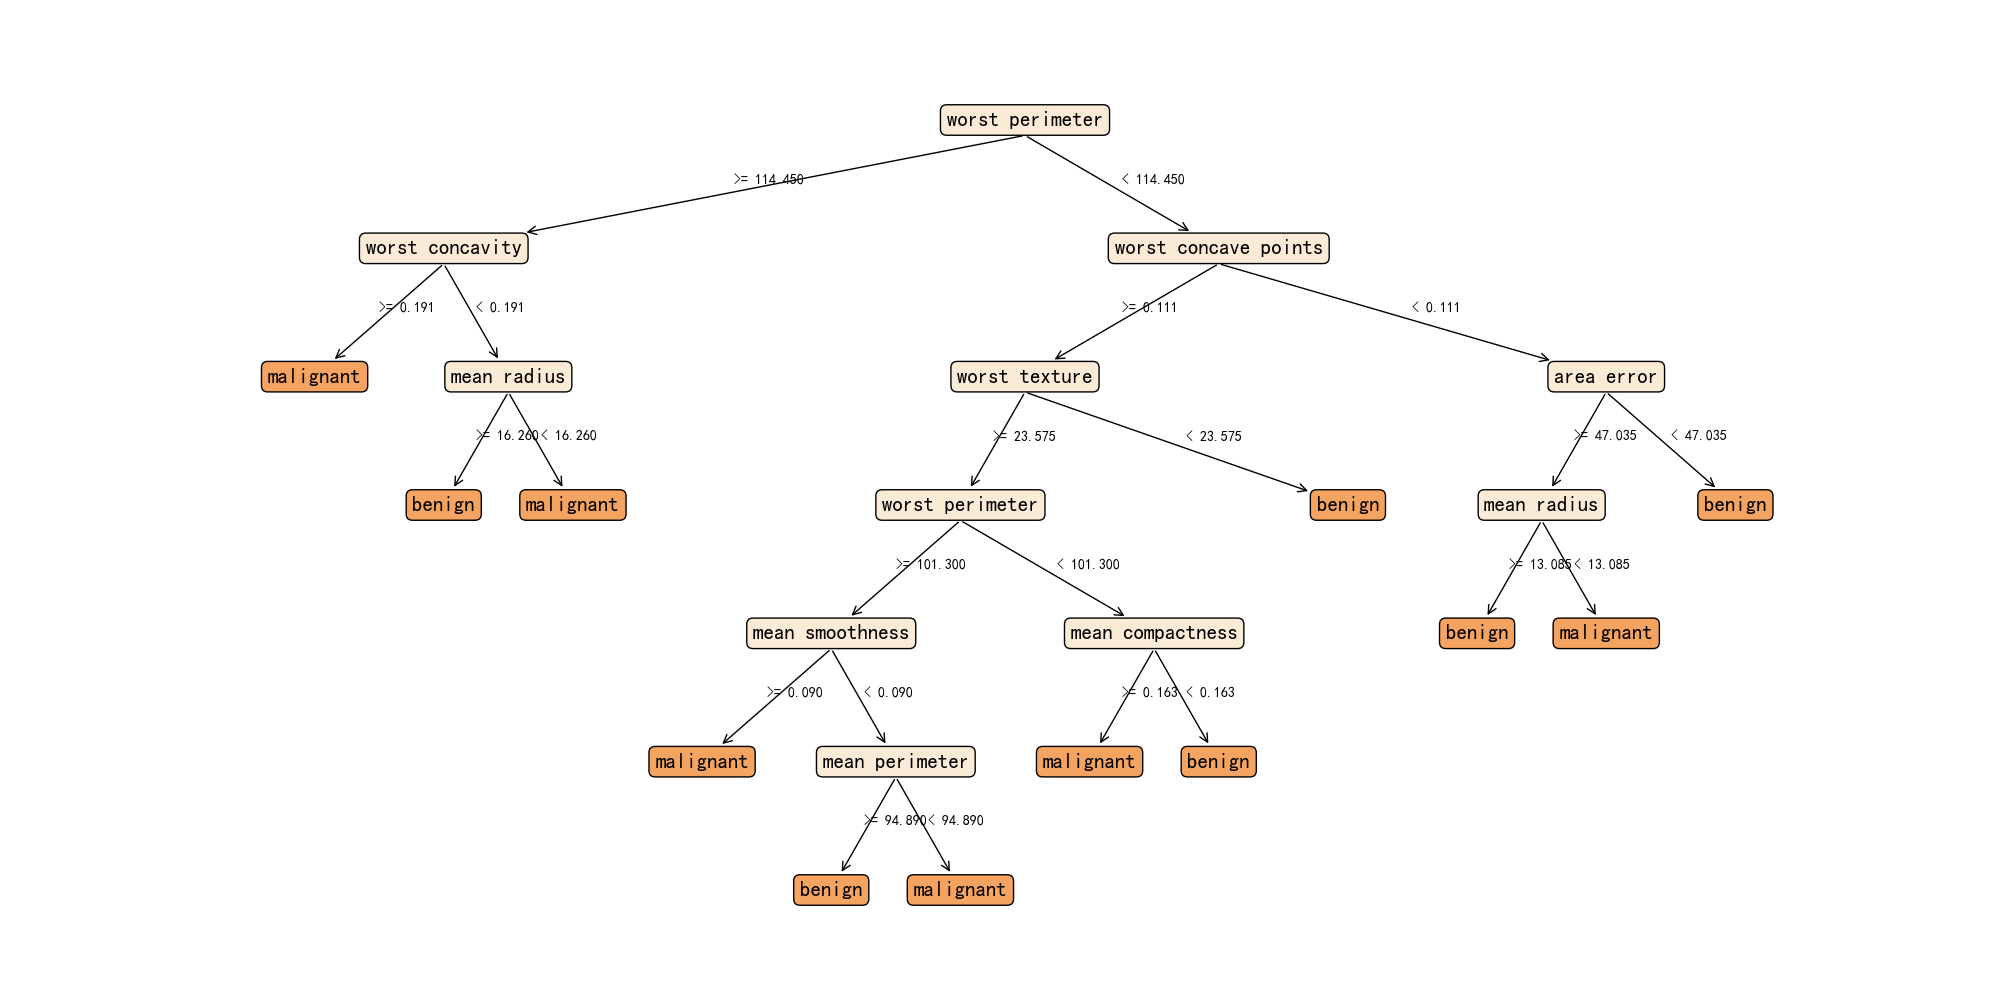 worst perimeter
>= 114.450
< 114.450
worst concavity
worst concave points
>= 0.191
< 0.191
>= 0.111
< 0.111
malignant
mean radius
worst texture
area error
>= 16.260
< 16.260
>= 23.575
< 23.575
>= 47.035
< 47.035
benign
malignant
worst perimeter
benign
mean radius
benign
>= 101.300
< 101.300
>= 13.085
< 13.085
mean smoothness
mean compactness
benign
malignant
>= 0.090
< 0.090
>= 0.163
< 0.163
malignant
mean perimeter
malignant
benign
>= 94.890
< 94.890
benign
malignant